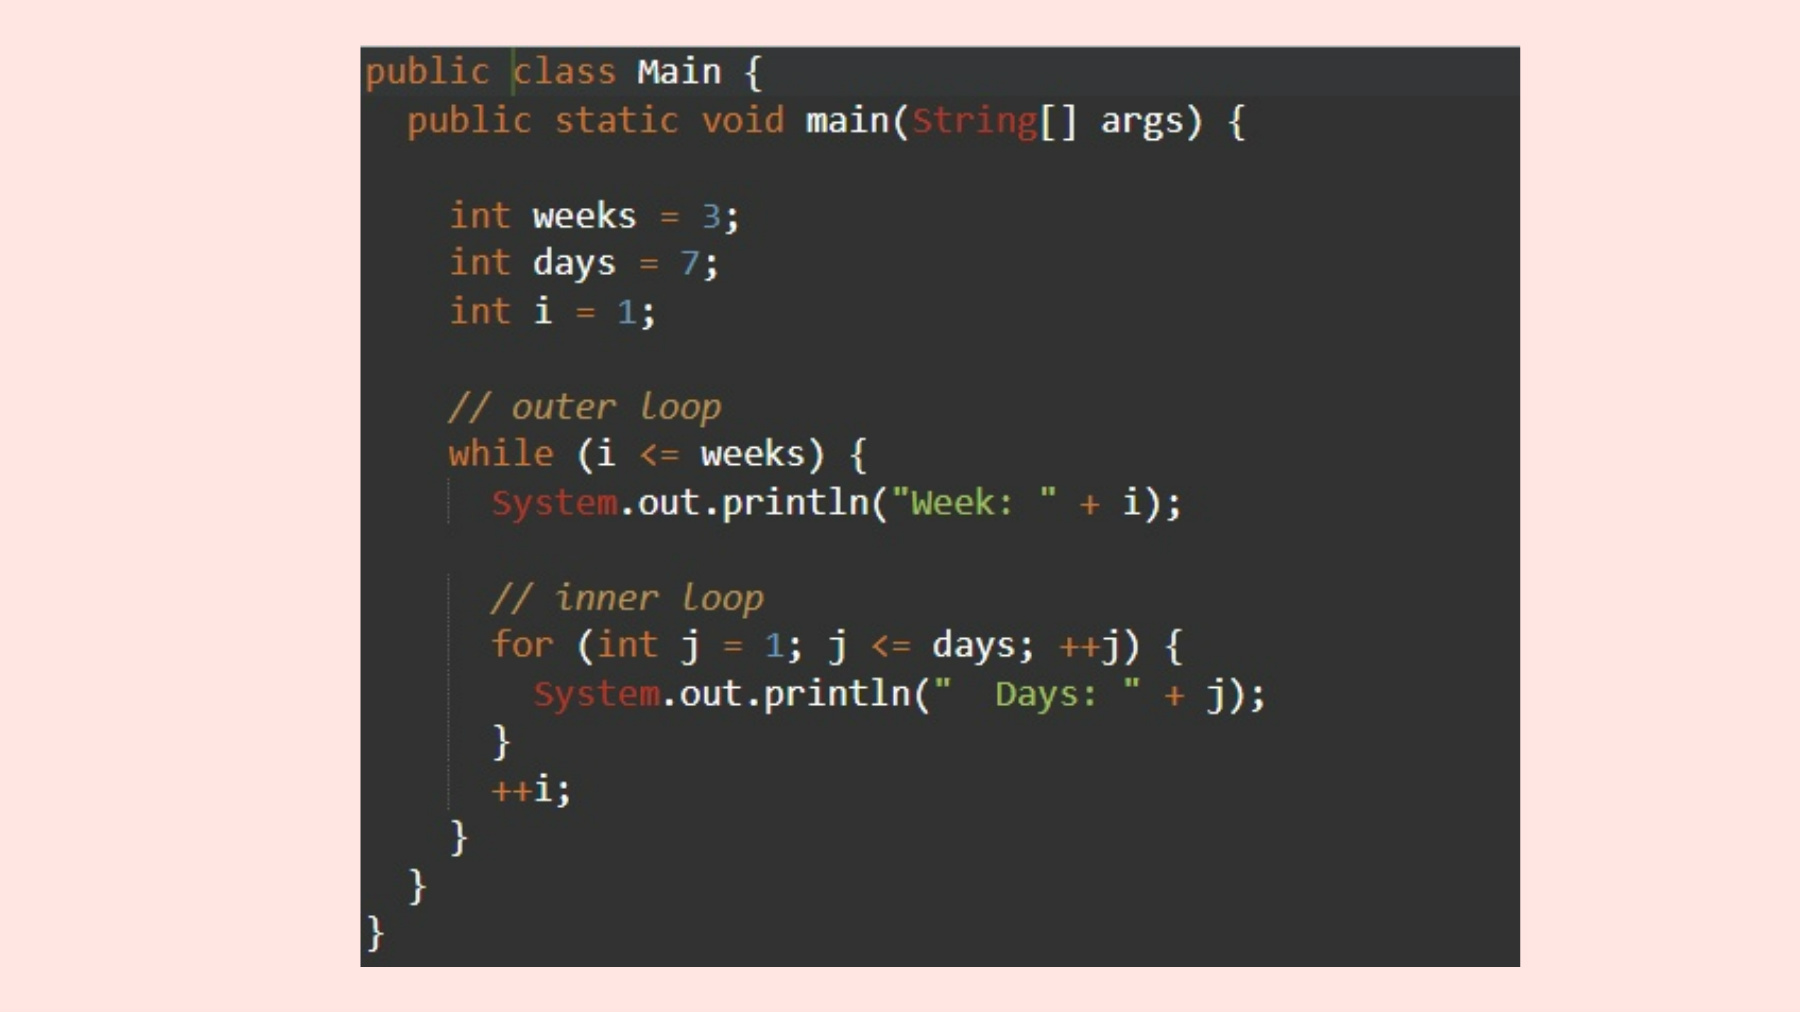 public class Main {
  public static void main(String[] args) {
    int weeks = 3;
    int days = 7;
    int i = 1;
    // outer loop
    while (i <= weeks) {
      System.out.println("Week: " + i);
      // inner loop
      for (int j = 1; j <= days; ++j) {
        System.out.println("  Days: " + j);
      }
      ++i;
    }
  }
}